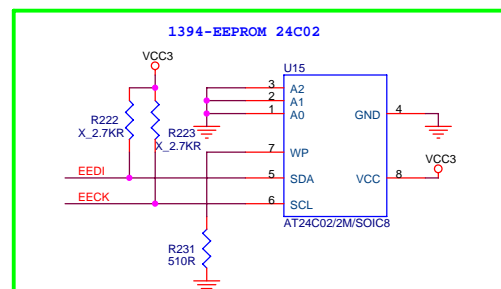 1394-EEPROM 24C02
VCC3
U15
R222
X_2.7KR
R223
X_2.7KR
3 A2
2 A1
1 A0
GND 4
7 WP
VCC3
EEDI
5 SDA
VCC 8
EECK
6 SCL
AT24C02/2M/SOIC8
R231
510R